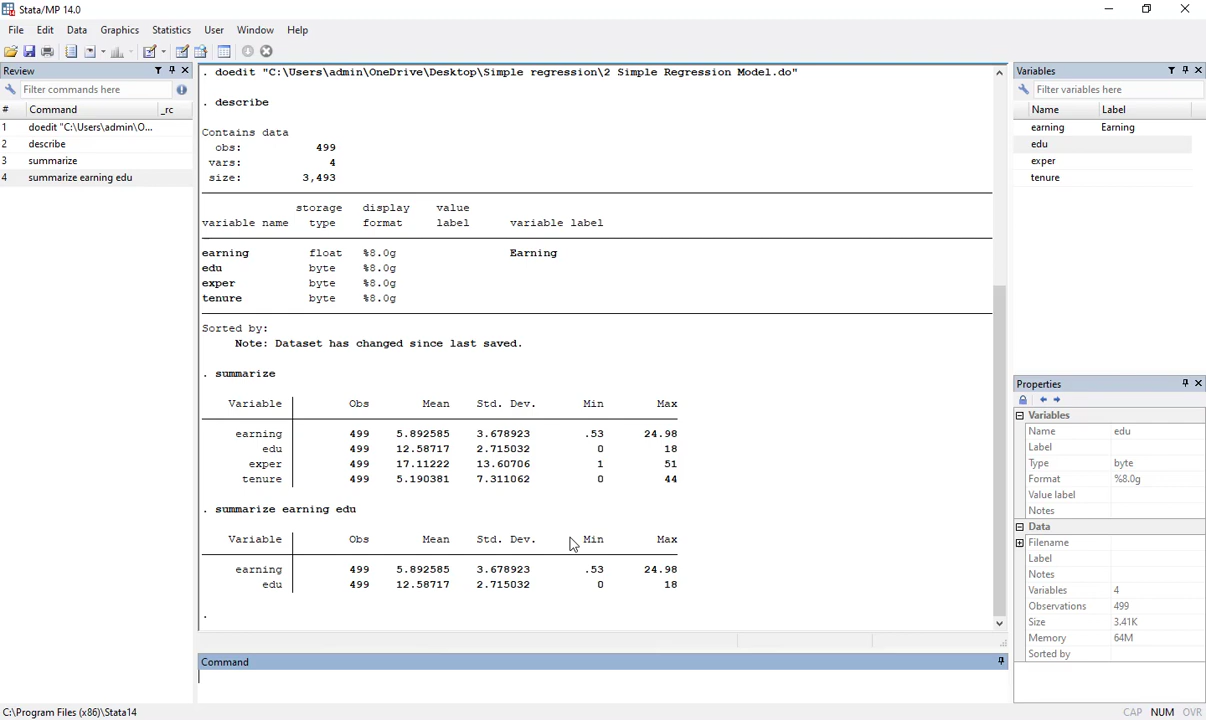 Stata/MP 14.0
File Edit Data Graphics Statistics User Window Help
Review
Filter commands here
# Command _rc
1 doedit "C:\Users\admin\O...
2 describe
3 summarize
4 summarize earning edu
. doedit "C:\Users\admin\OneDrive\Desktop\Simple regression\2 Simple Regression Model.do"
. describe
Contains data
obs: 499
vars: 4
size: 3,493
storage display value
variable name type format label variable label
earning float %8.0g Earning
edu byte %8.0g
exper byte %8.0g
tenure byte %8.0g
Sorted by:
Note: Dataset has changed since last saved.
. summarize
Variable Obs Mean Std. Dev. Min Max
earning 499 5.892585 3.678923 .53 24.98
edu 499 12.58717 2.715032 0 18
exper 499 17.11222 13.60706 1 51
tenure 499 5.190381 7.311062 0 44
. summarize earning edu
Variable Obs Mean Std. Dev. Min Max
earning 499 5.892585 3.678923 .53 24.98
edu 499 12.58717 2.715032 0 18
.
Command
Variables
Filter variables here
Name Label
earning Earning
edu
exper
tenure
Properties
Variables
Name edu
Label
Type byte
Format %8.0g
Value label
Notes
Data
Filename
Label
Notes
Variables 4
Observations 499
Size 3.41K
Memory 64M
Sorted by
C:\Program Files (x86)\Stata14
CAP NUM OVR